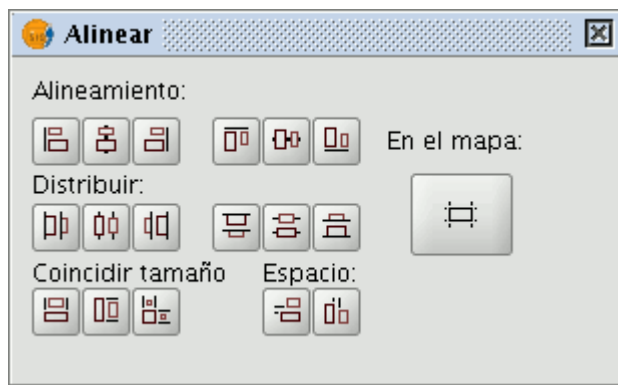 Alinear
Alineamiento:
En el mapa:
Distribuir:
Coincidir tamaño Espacio: